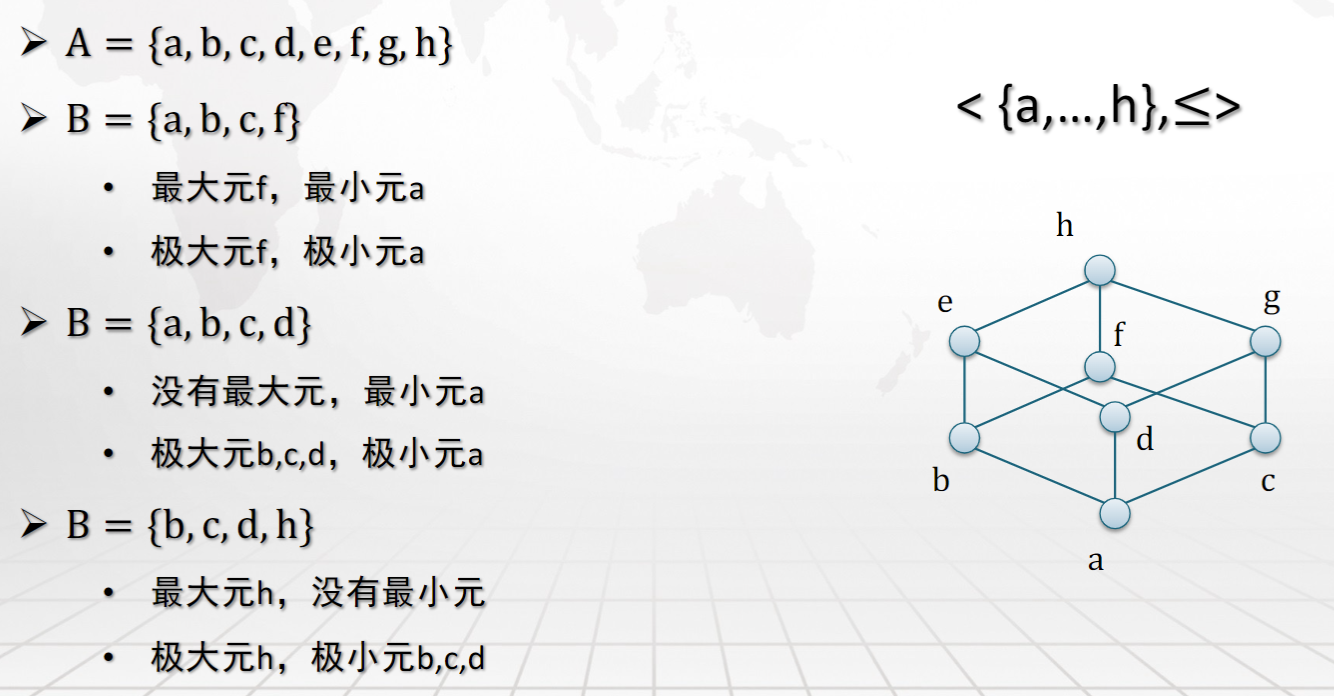 ➢ A = {a, b, c, d, e, f, g, h}
➢ B = {a, b, c, f}
• 最大元f，最小元a
• 极大元f，极小元a
➢ B = {a, b, c, d}
• 没有最大元，最小元a
• 极大元b,c,d，极小元a
➢ B = {b, c, d, h}
• 最大元h，没有最小元
• 极大元h，极小元b,c,d
< {a,…,h},≤>
h
e
g
f
d
b
c
a